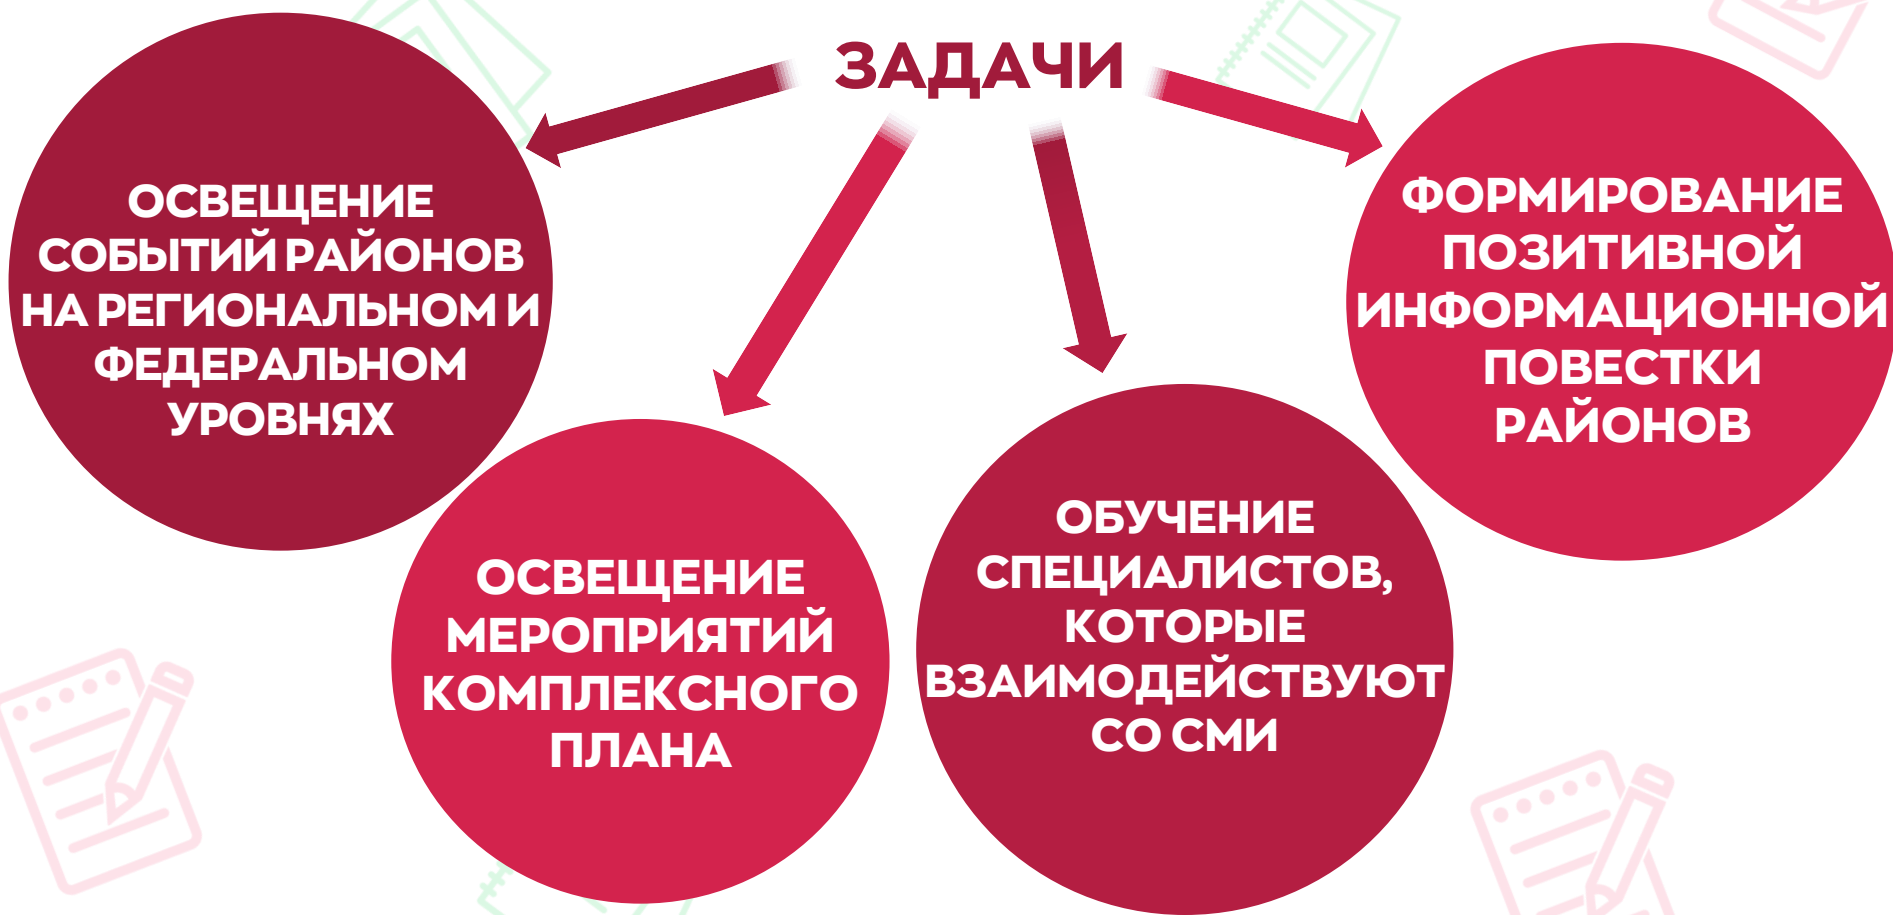 ЗАДАЧИ
ОСВЕЩЕНИЕ
СОБЫТИЙ РАЙОНОВ
НА РЕГИОНАЛЬНОМ И
ФЕДЕРАЛЬНОМ
УРОВНЯХ
ОСВЕЩЕНИЕ
МЕРОПРИЯТИЙ
КОМПЛЕКСНОГО
ПЛАНА
ОБУЧЕНИЕ
СПЕЦИАЛИСТОВ,
КОТОРЫЕ
ВЗАИМОДЕЙСТВУЮТ
СО СМИ
ФОРМИРОВАНИЕ
ПОЗИТИВНОЙ
ИНФОРМАЦИОННОЙ
ПОВЕСТКИ
РАЙОНОВ